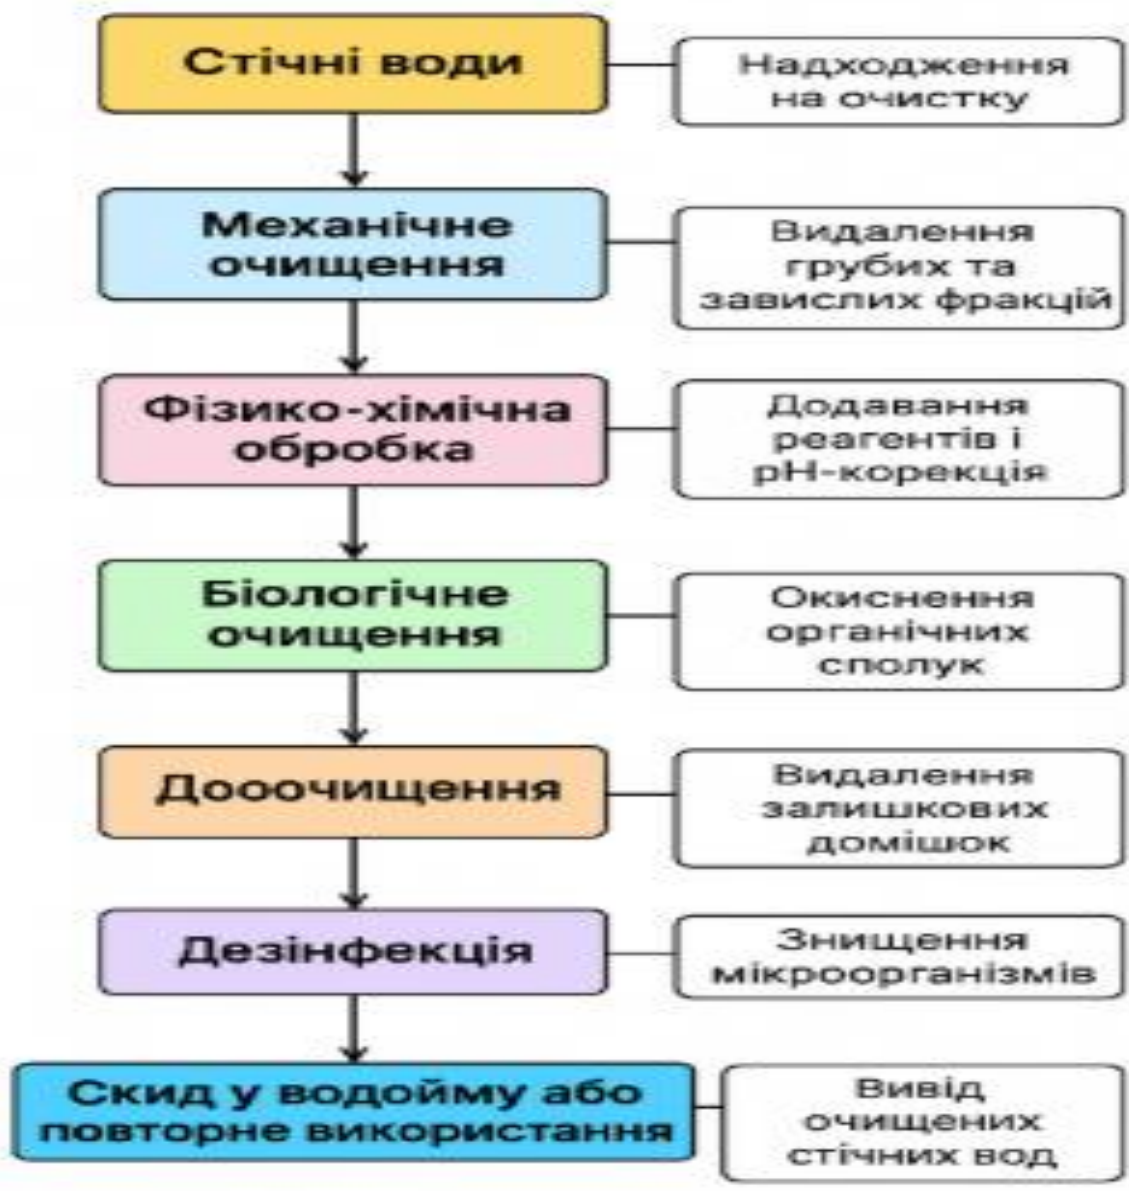 Стічні води
Надходження
на очистку
Механічне
очищення
Видалення
грубих та
завислих фракцій
Фізико-хімічна
обробка
Додавання
реагентів і
pH-корекція
Біологічне
очищення
Окиснення
органічних
сполук
Дооочищення
Видалення
залишкових
домішок
Дезінфекція
Знищення
мікроорганізмів
Скид у водойму або
повторне використання
Вивід
очищених
стічних вод